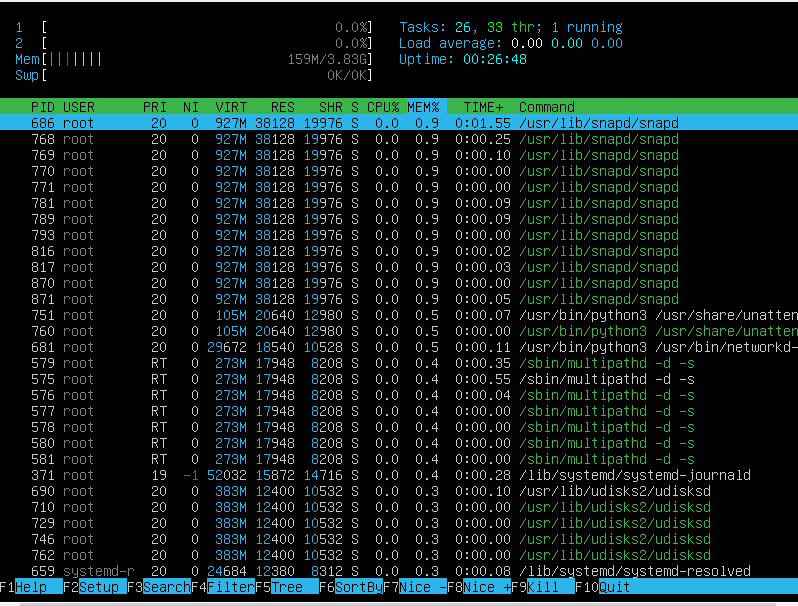 1 [ 0.0%] Tasks: 26, 33 thr; 1 running
2 [ 0.0%] Load average: 0.00 0.00 0.00
Mem[||||||| 159M/3.83G] Uptime: 00:26:48
Swp[ 0K/0K]
PID USER PRI NI VIRT RES SHR S CPU% MEM% TIME+ Command
686 root 20 0 927M 38128 19976 S 0.0 0.9 0:01.55 /usr/lib/snapd/snapd
768 root 20 0 927M 38128 19976 S 0.0 0.9 0:00.25 /usr/lib/snapd/snapd
769 root 20 0 927M 38128 19976 S 0.0 0.9 0:00.10 /usr/lib/snapd/snapd
770 root 20 0 927M 38128 19976 S 0.0 0.9 0:00.00 /usr/lib/snapd/snapd
771 root 20 0 927M 38128 19976 S 0.0 0.9 0:00.00 /usr/lib/snapd/snapd
781 root 20 0 927M 38128 19976 S 0.0 0.9 0:00.09 /usr/lib/snapd/snapd
789 root 20 0 927M 38128 19976 S 0.0 0.9 0:00.09 /usr/lib/snapd/snapd
793 root 20 0 927M 38128 19976 S 0.0 0.9 0:00.00 /usr/lib/snapd/snapd
816 root 20 0 927M 38128 19976 S 0.0 0.9 0:00.02 /usr/lib/snapd/snapd
817 root 20 0 927M 38128 19976 S 0.0 0.9 0:00.03 /usr/lib/snapd/snapd
870 root 20 0 927M 38128 19976 S 0.0 0.9 0:00.00 /usr/lib/snapd/snapd
871 root 20 0 927M 38128 19976 S 0.0 0.9 0:00.05 /usr/lib/snapd/snapd
751 root 20 0 105M 20640 12980 S 0.0 0.5 0:00.07 /usr/bin/python3 /usr/share/unatten
760 root 20 0 105M 20640 12980 S 0.0 0.5 0:00.00 /usr/bin/python3 /usr/share/unatten
681 root 20 0 29672 18540 10528 S 0.0 0.5 0:00.11 /usr/bin/python3 /usr/bin/networkd-
579 root RT 0 273M 17948 8208 S 0.0 0.4 0:00.35 /sbin/multipathd -d -s
575 root RT 0 273M 17948 8208 S 0.0 0.4 0:00.55 /sbin/multipathd -d -s
576 root RT 0 273M 17948 8208 S 0.0 0.4 0:00.04 /sbin/multipathd -d -s
577 root RT 0 273M 17948 8208 S 0.0 0.4 0:00.00 /sbin/multipathd -d -s
578 root RT 0 273M 17948 8208 S 0.0 0.4 0:00.00 /sbin/multipathd -d -s
580 root RT 0 273M 17948 8208 S 0.0 0.4 0:00.00 /sbin/multipathd -d -s
581 root RT 0 273M 17948 8208 S 0.0 0.4 0:00.00 /sbin/multipathd -d -s
371 root 19 -1 52032 15872 14716 S 0.0 0.4 0:00.28 /lib/systemd/systemd-journald
690 root 20 0 383M 12400 10532 S 0.0 0.3 0:00.10 /usr/lib/udisks2/udisksd
710 root 20 0 383M 12400 10532 S 0.0 0.3 0:00.00 /usr/lib/udisks2/udisksd
729 root 20 0 383M 12400 10532 S 0.0 0.3 0:00.00 /usr/lib/udisks2/udisksd
746 root 20 0 383M 12400 10532 S 0.0 0.3 0:00.00 /usr/lib/udisks2/udisksd
762 root 20 0 383M 12400 10532 S 0.0 0.3 0:00.00 /usr/lib/udisks2/udisksd
659 systemd-r 20 0 24684 12380 8312 S 0.0 0.3 0:00.08 /lib/systemd/systemd-resolved
F1Help F2Setup F3SearchF4FilterF5Tree F6SortByF7Nice -F8Nice +F9Kill F10Quit